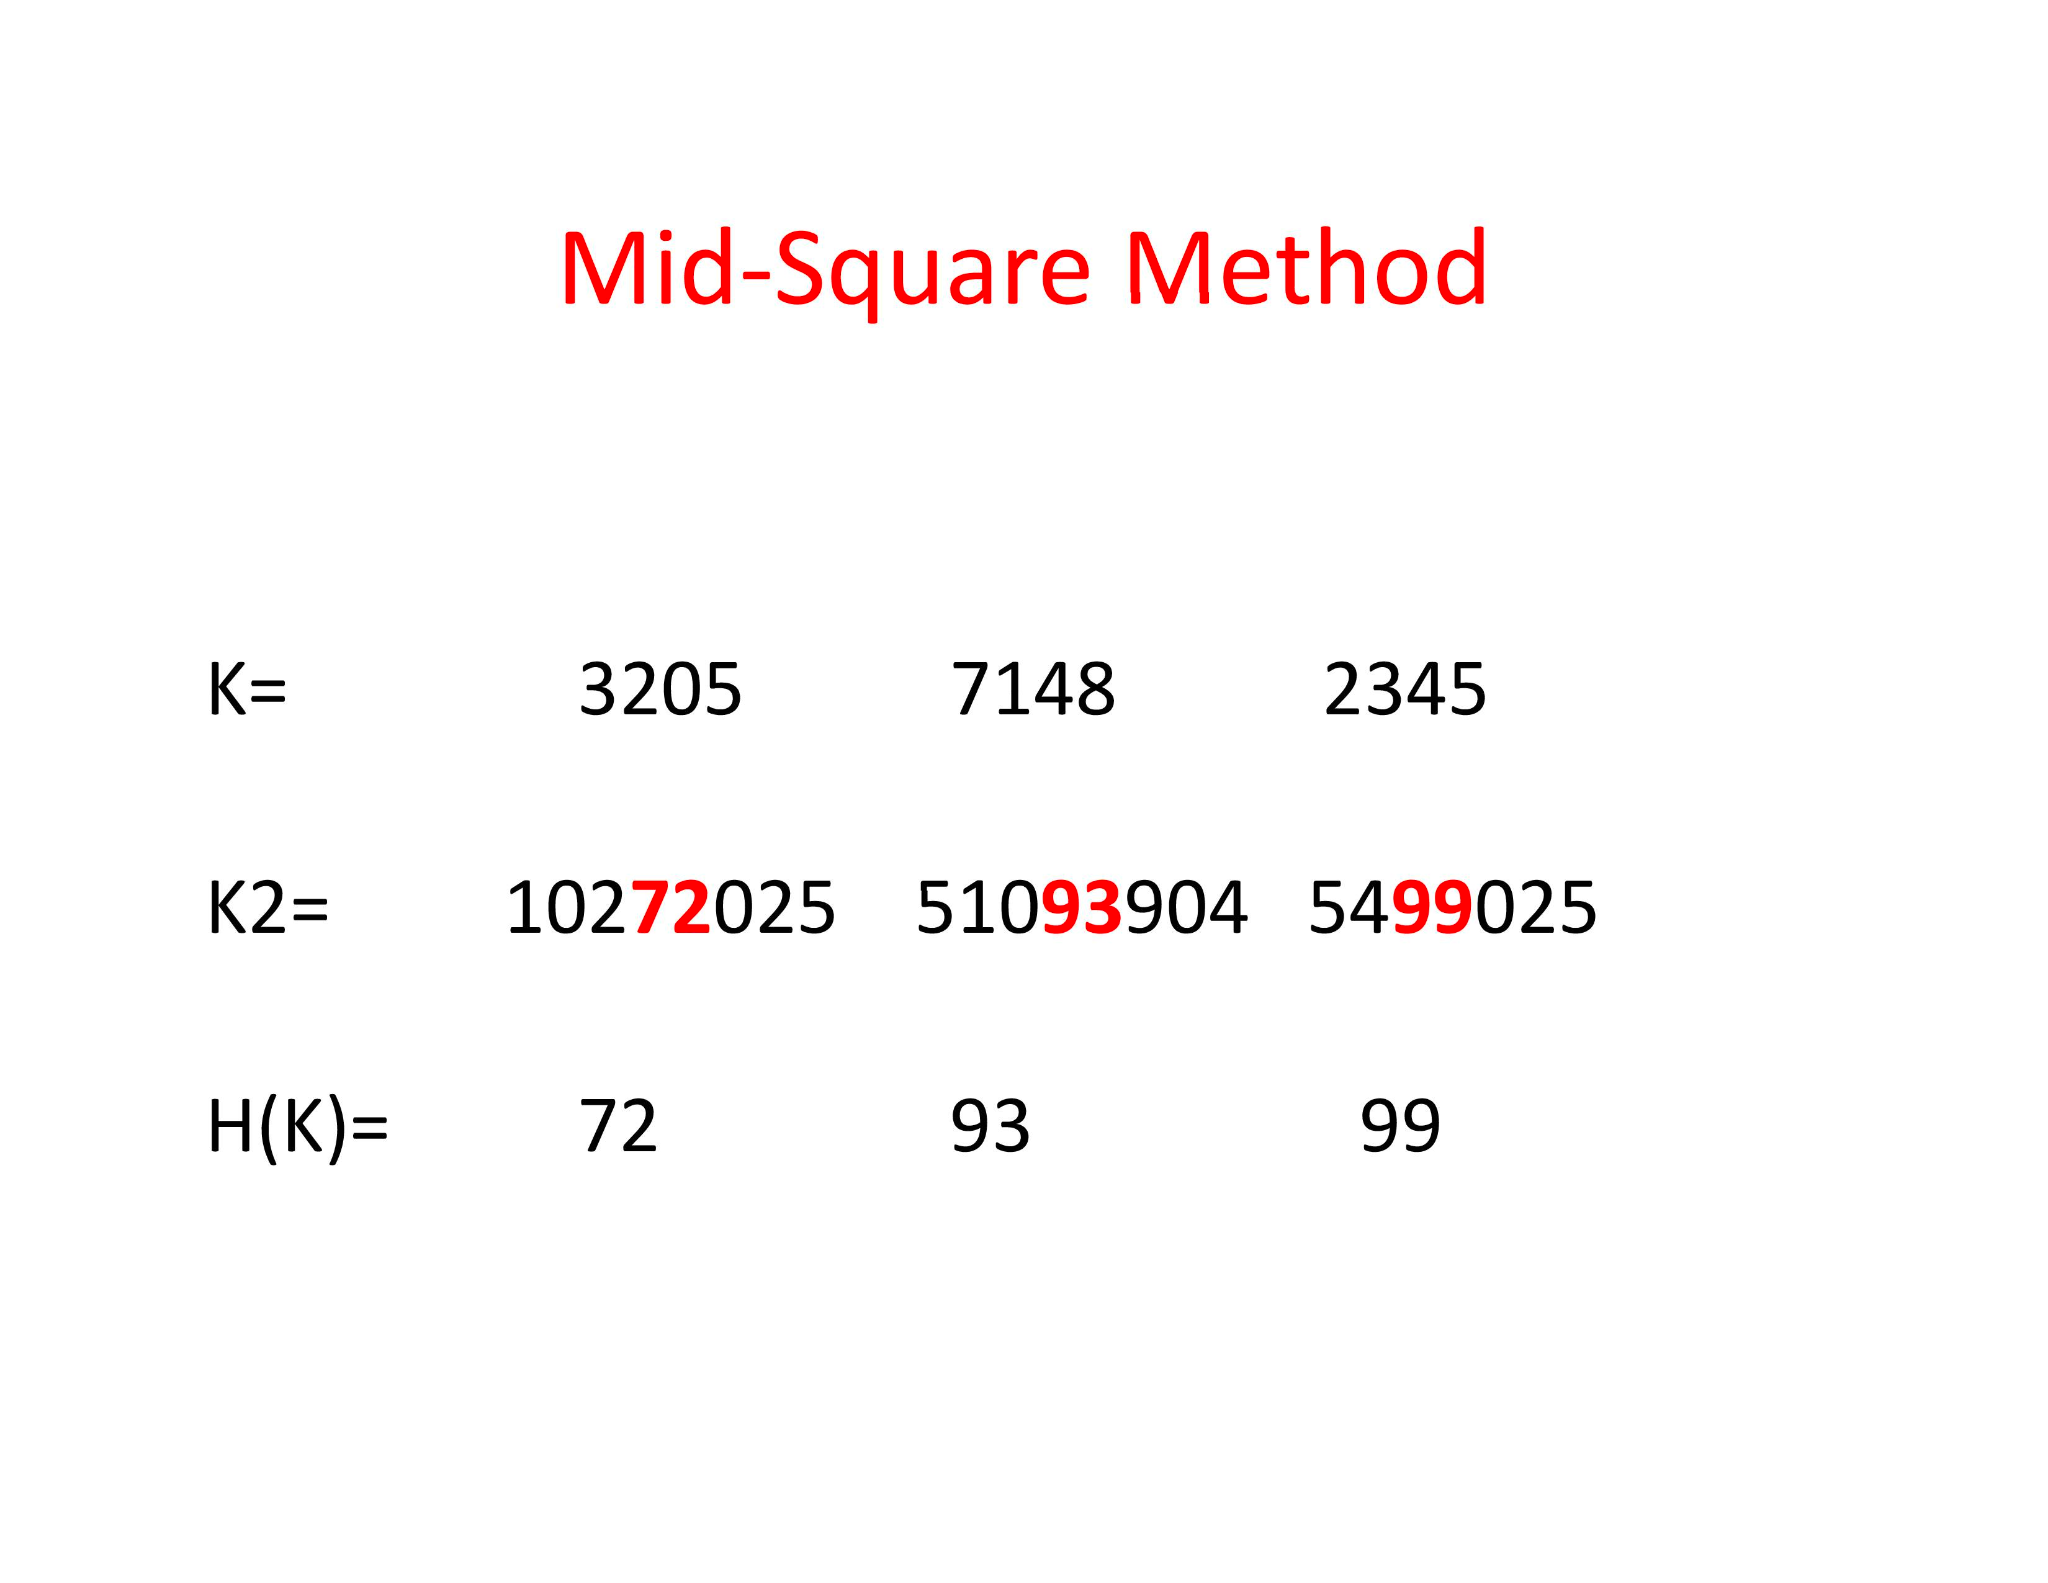 Mid-Square Method
K= 3205 7148 2345
K2= 10272025 51093904 5499025
H(K)= 72 93 99